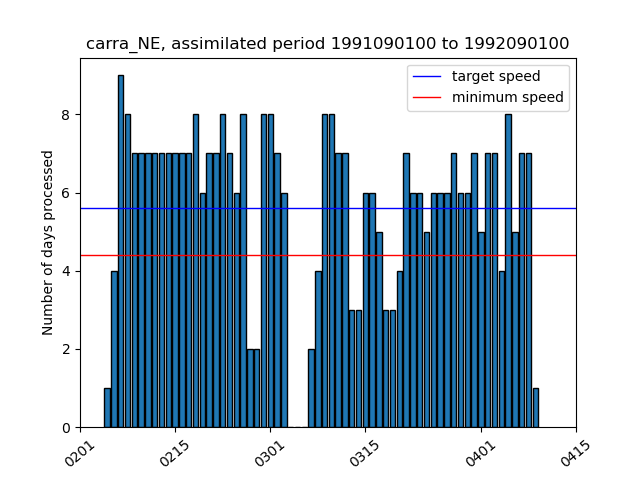 carra_NE, assimilated period 1991090100 to 1992090100
target speed
minimum speed
Number of days processed
8
6
4
2
0
0201
0215
0301
0315
0401
0415